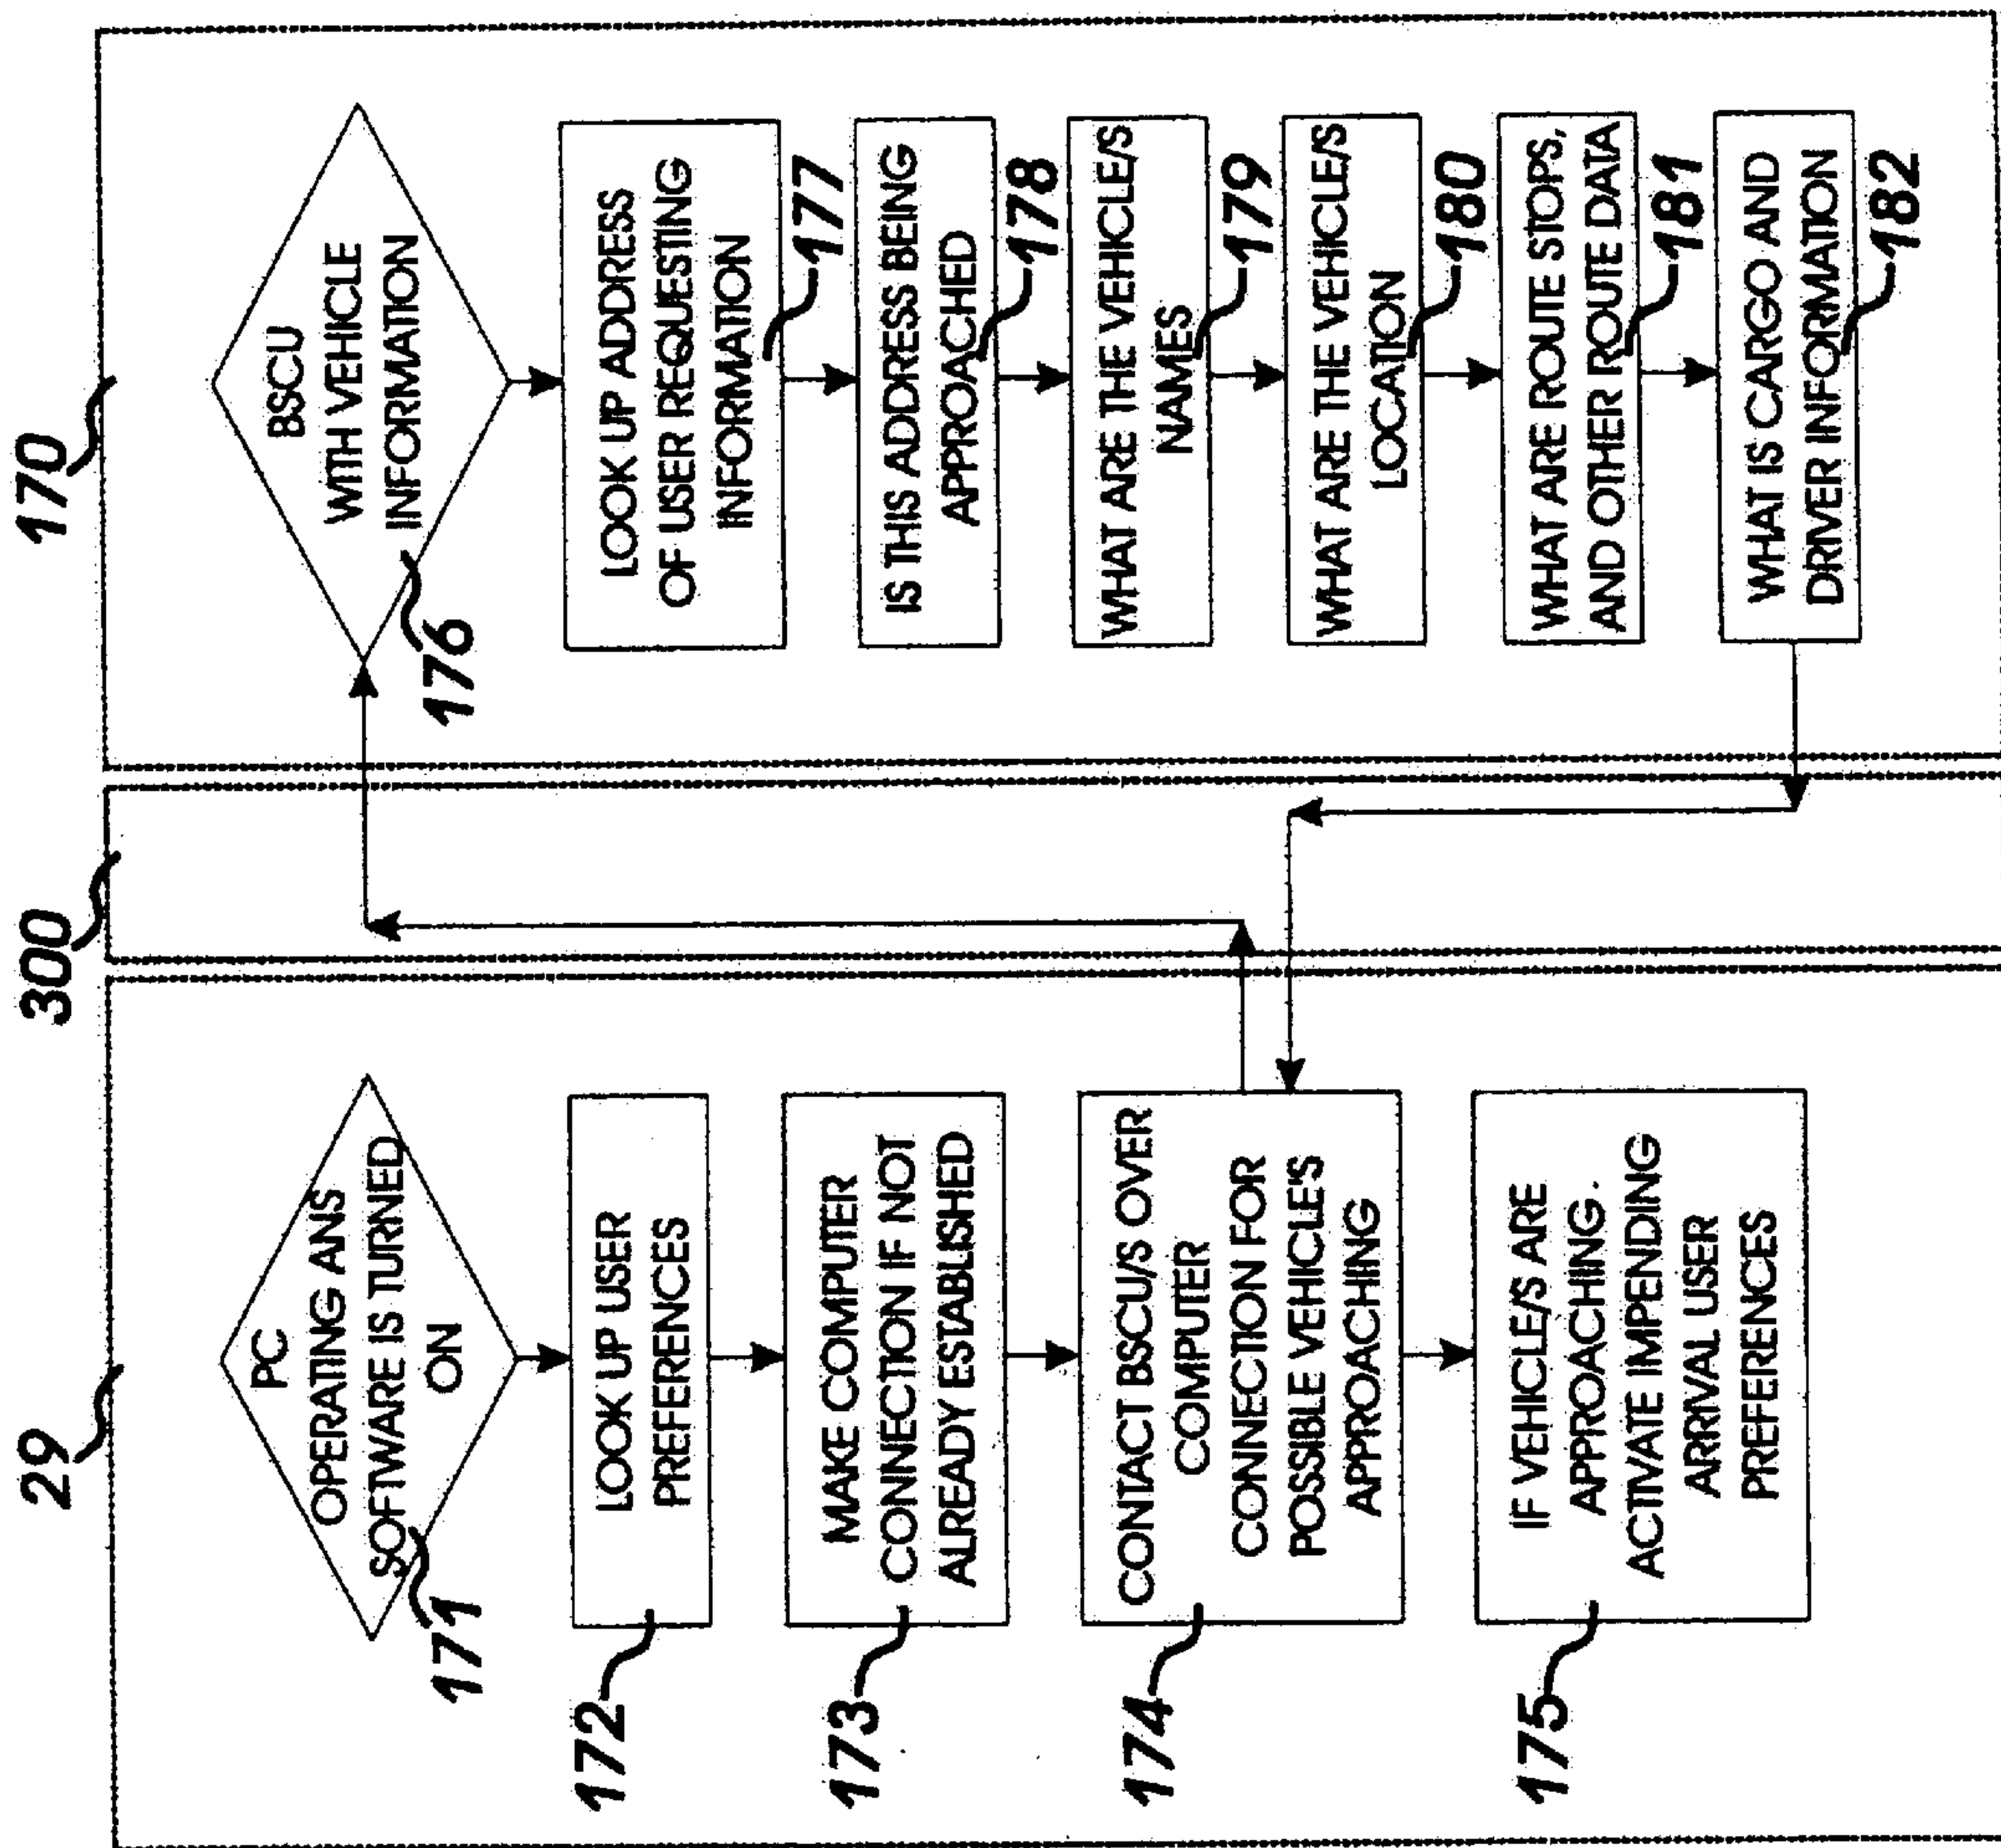 29
PC
OPERATING ANS
SOFTWARE IS TURNED
ON
171
LOOK UP USER
PREFERENCES
172
MAKE COMPUTER
CONNECTION IF NOT
ALREADY ESTABLISHED
173
CONTACT BSCU/S OVER
COMPUTER
CONNECTION FOR
POSSIBLE VEHICLE'S
APPROACHING
174
IF VEHICLE/S ARE
APPROACHING.
ACTIVATE IMPENDING
ARRIVAL USER
PREFERENCES
175
300
170
BSCU
WITH VEHICLE
INFORMATION
176
LOOK UP ADDRESS
OF USER REQUESTING
INFORMATION
177
IS THIS ADDRESS BEING
APPROACHED
178
WHAT ARE THE VEHICLE/S
NAMES
179
WHAT ARE THE VEHICLE/S
LOCATION
180
WHAT ARE ROUTE STOPS,
AND OTHER ROUTE DATA
181
WHAT IS CARGO AND
DRIVER INFORMATION
182